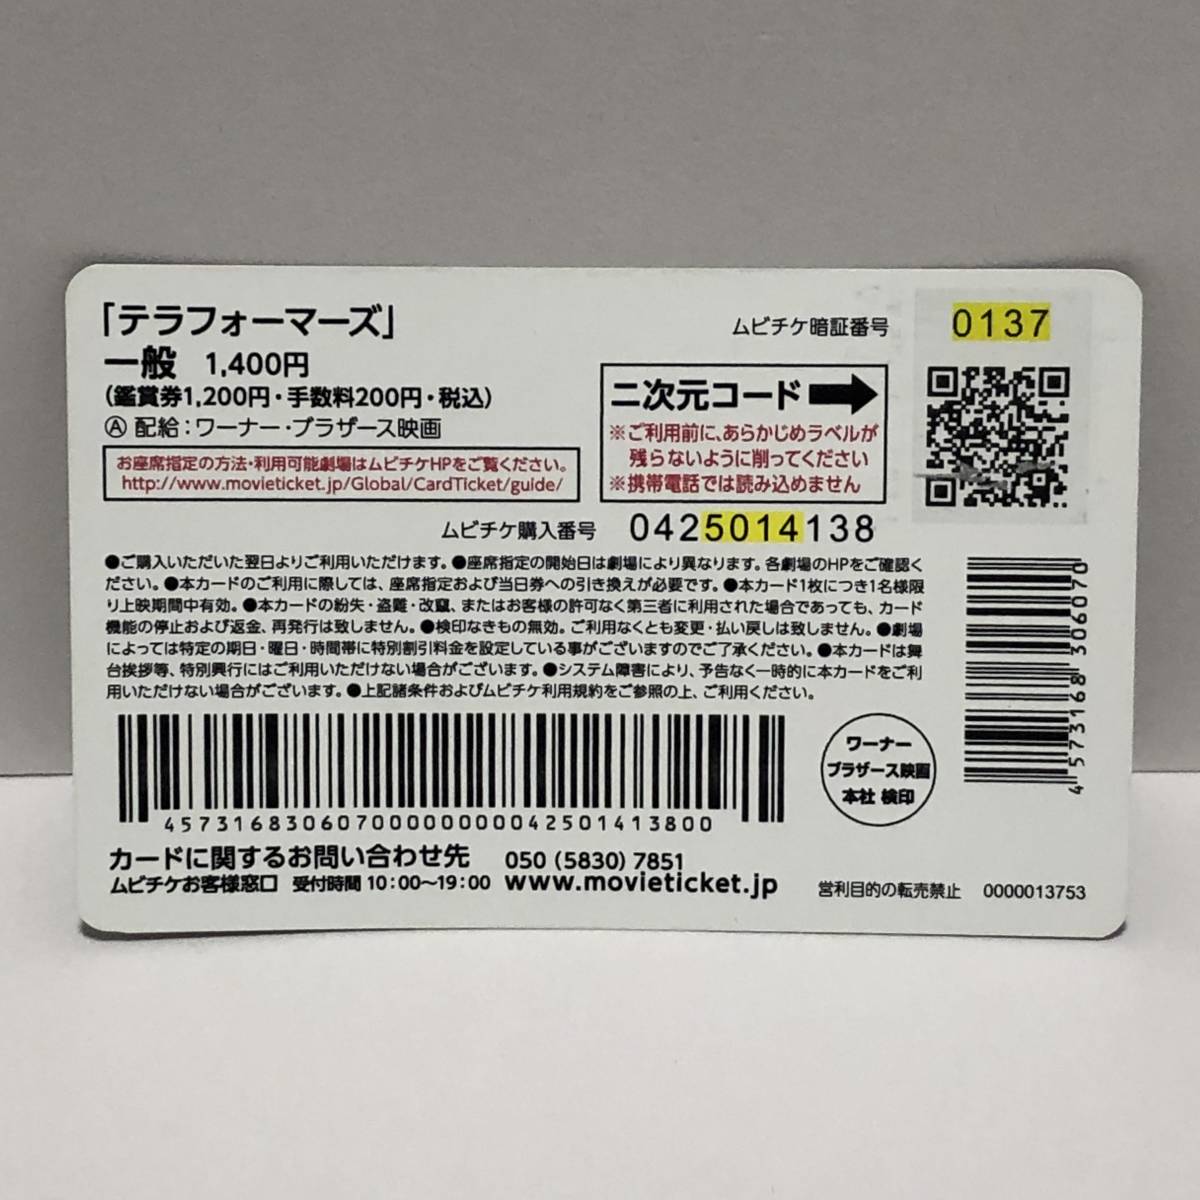 「テラフォーマーズ」
一般 1,400円
(鑑賞券1,200円・手数料200円・税込)
Ⓐ 配給：ワーナー・ブラザース映画
お座席指定の方法・利用可能劇場はムビチケHPをご覧ください。
http://www.movieticket.jp/Global/CardTicket/guide/
ムビチケ暗証番号 0137
二次元コード
※ご利用前に、あらかじめラベルが
残らないように削ってください
※携帯電話では読み込めません
ムビチケ購入番号 0425014138
●ご購入いただいた翌日よりご利用いただけます。●座席指定の開始日は劇場により異なります。各劇場のHPをご確認く
ださい。●本カードのご利用に際しては、座席指定および当日券への引き換えが必要です。●本カード1枚につき1名様限
り上映期間中有効。●本カードの紛失・盗難・改竄、またはお客様の許可なく第三者に利用された場合であっても、カード
機能の停止および返金、再発行は致しません。●検印なきもの無効。ご利用なくとも変更・払い戻しは致しません。●劇場
によっては特定の期日・曜日・時間帯に特別割引料金を設定している事がございますのでご了承ください。●本カードは舞
台挨拶等、特別興行にはご利用いただけない場合がございます。●システム障害により、予告なく一時的に本カードをご利
用いただけない場合がございます。●上記諸条件およびムビチケ利用規約をご参照の上、ご利用ください。
4 573168 306070
ワーナー
ブラザース映画
本社 検印
4573168306070000000000425014138​00
カードに関するお問い合わせ先 050 (5830) 7851
ムビチケお客様窓口 受付時間 10:00～19:00 www.movieticket.jp
営利目的の転売禁止 0000013753